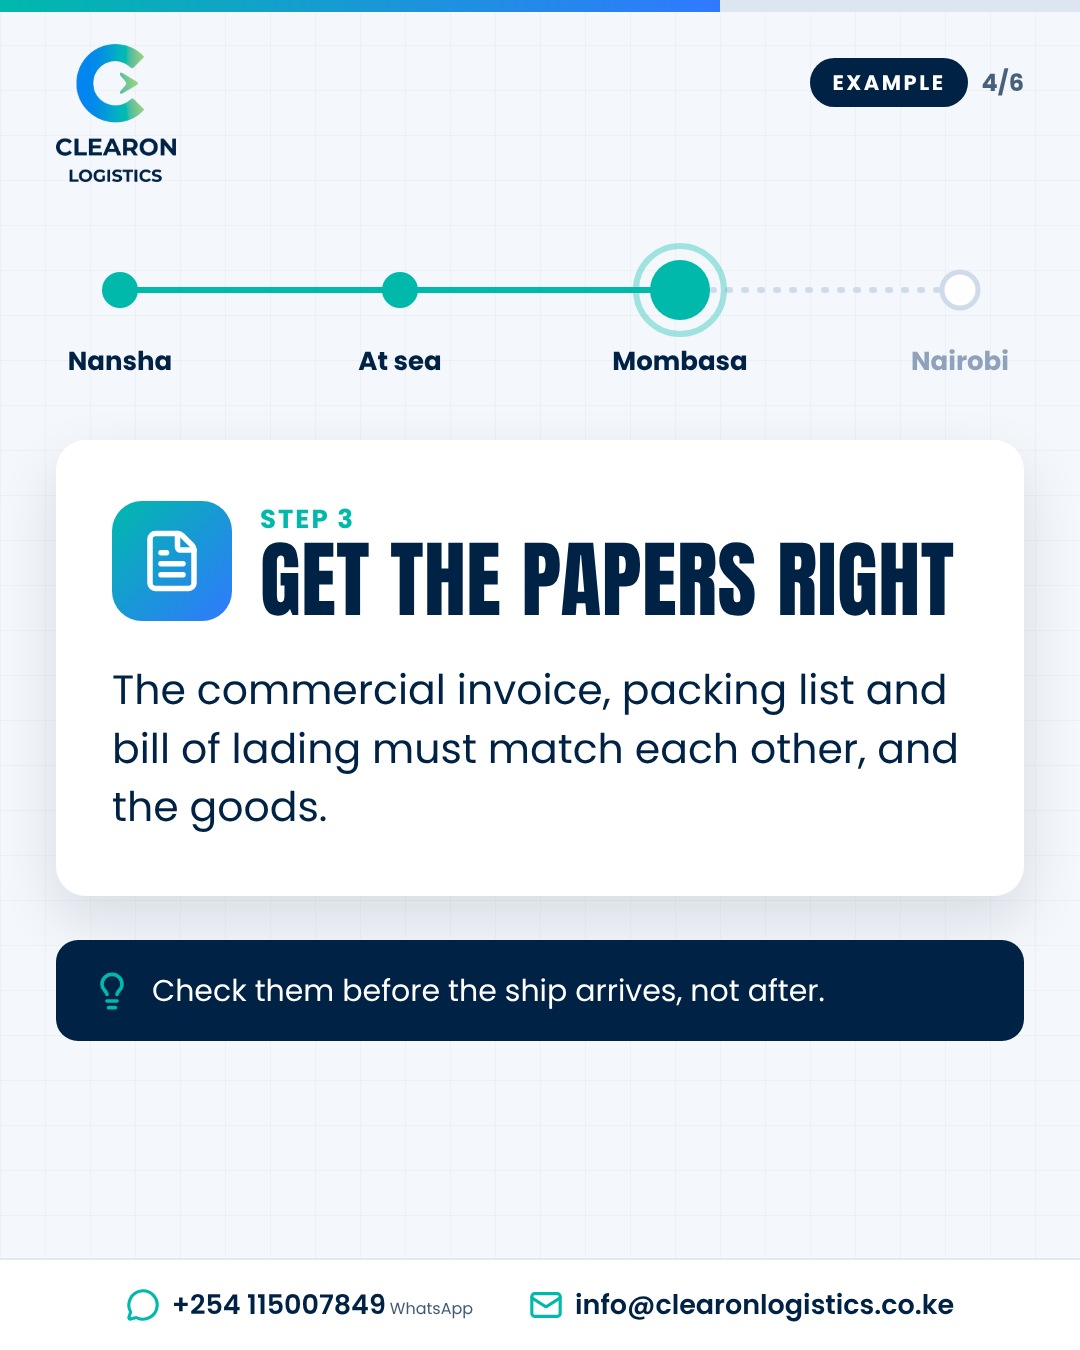 CLEARON
LOGISTICS
EXAMPLE 4/6
Nansha At sea Mombasa Nairobi
STEP 3
GET THE PAPERS RIGHT
The commercial invoice, packing list and
bill of lading must match each other, and
the goods.
Check them before the ship arrives, not after.
+254 115007849 WhatsApp info@clearonlogistics.co.ke